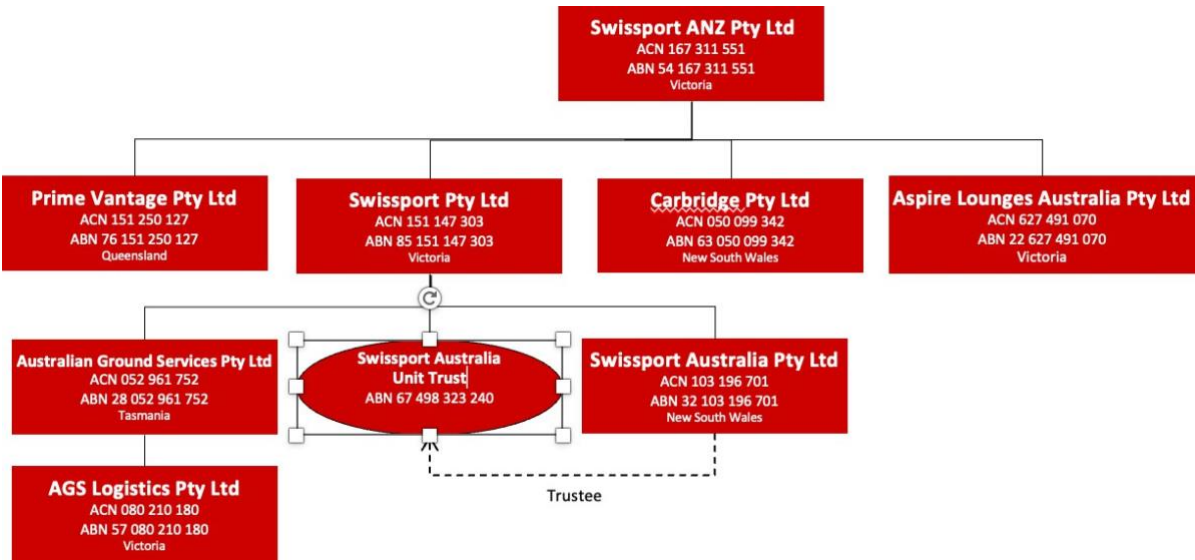 Swissport ANZ Pty Ltd
ACN 167 311 551
ABN 54 167 311 551
Victoria
Prime Vantage Pty Ltd
ACN 151 250 127
ABN 76 151 250 127
Queensland
Swissport Pty Ltd
ACN 151 147 303
ABN 85 151 147 303
Victoria
Carbridge Pty Ltd
ACN 050 099 342
ABN 63 050 099 342
New South Wales
Aspire Lounges Australia Pty Ltd
ACN 627 491 070
ABN 22 627 491 070
Victoria
Australian Ground Services Pty Ltd
ACN 052 961 752
ABN 28 052 961 752
Tasmania
Swissport Australia
Unit Trust
ABN 67 498 323 240
Swissport Australia Pty Ltd
ACN 103 196 701
ABN 32 103 196 701
New South Wales
AGS Logistics Pty Ltd
ACN 080 210 180
ABN 57 080 210 180
Victoria
Trustee